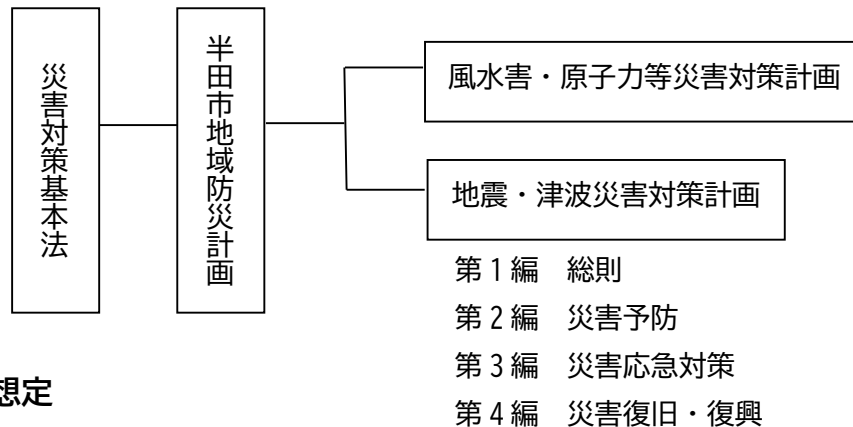 災害対策基本法
半田市地域防災計画
風水害・原子力等災害対策計画
地震・津波災害対策計画
第1編 総則
第2編 災害予防
第3編 災害応急対策
第4編 災害復旧・復興
想定